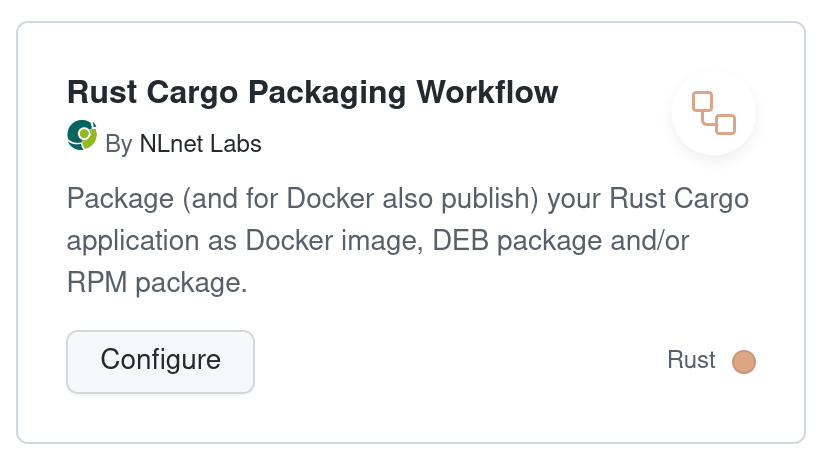 Rust Cargo Packaging Workflow
By NLnet Labs
Package (and for Docker also publish) your Rust Cargo
application as Docker image, DEB package and/or
RPM package.
Configure
Rust